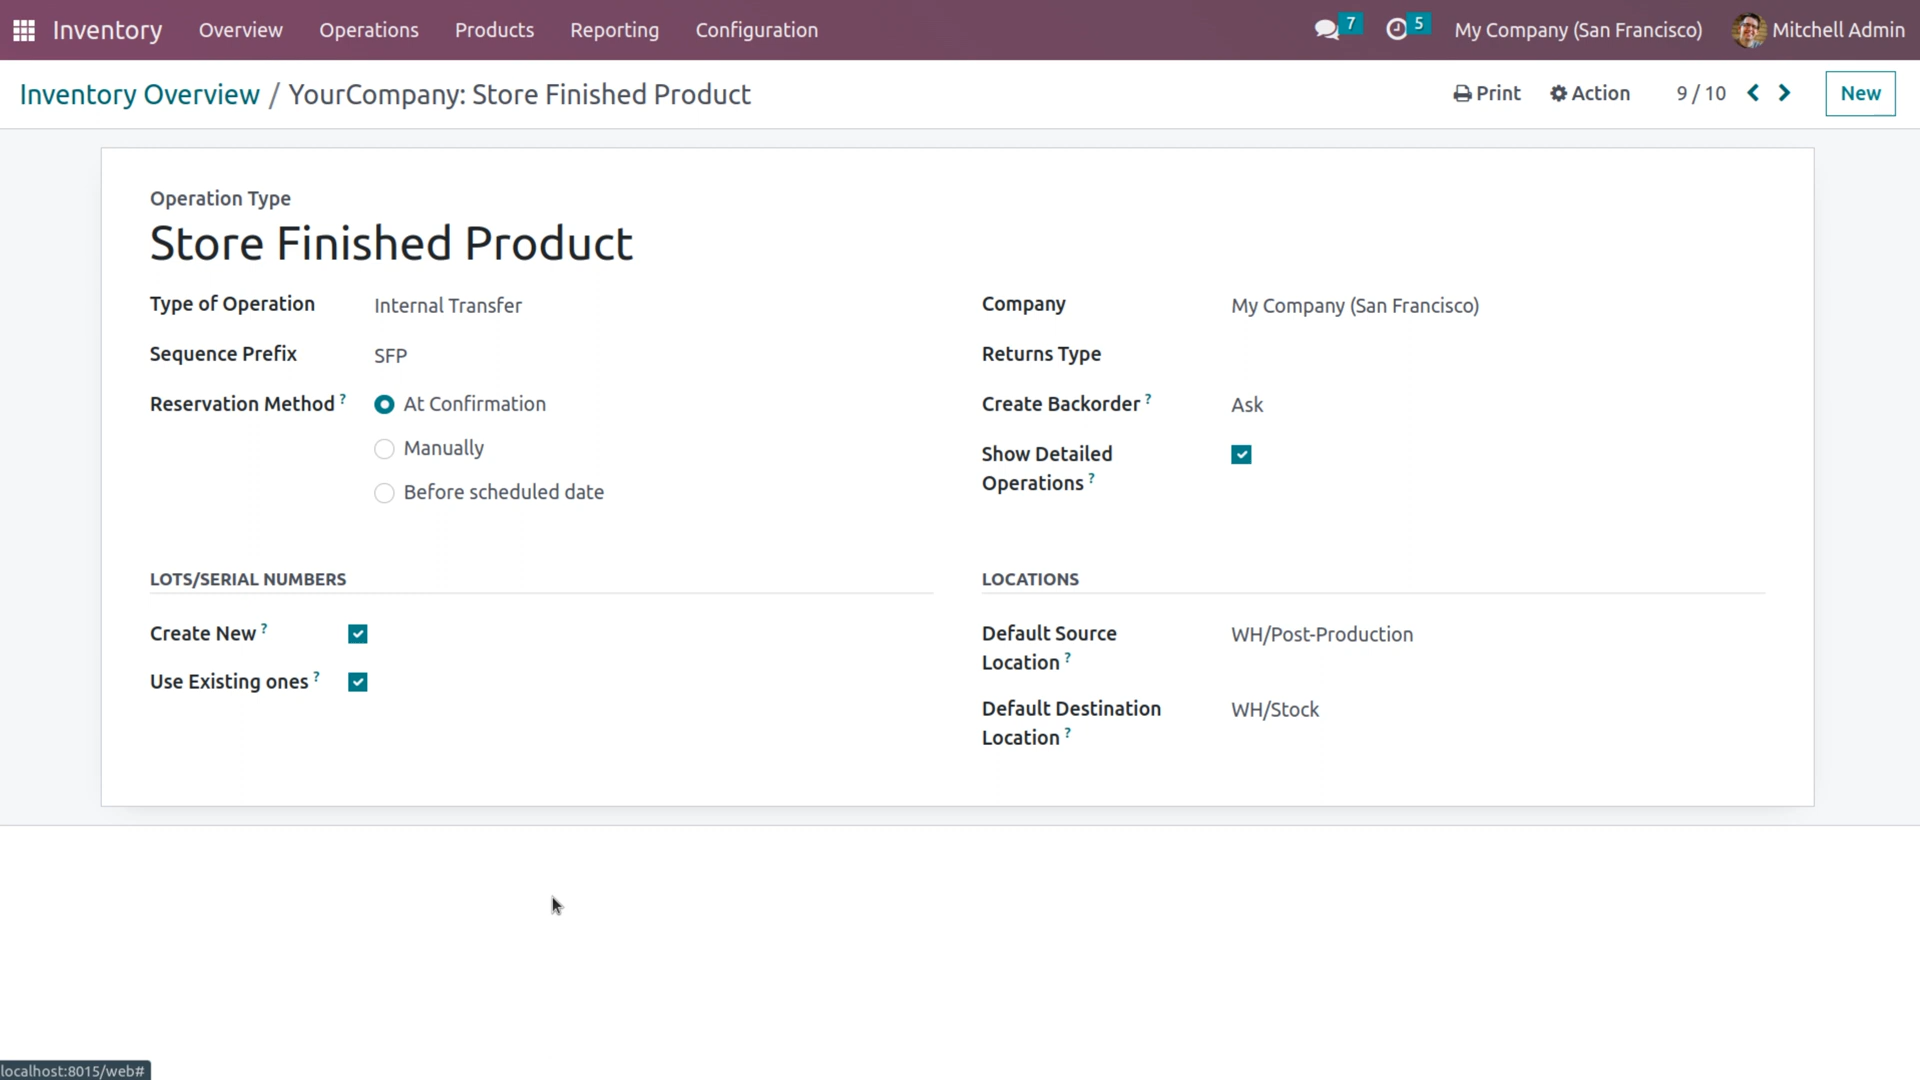 Inventory Overview Operations Products Reporting Configuration 7 5 My Company (San Francisco) Mitchell Admin
Inventory Overview / YourCompany: Store Finished Product Print Action 9 / 10 New
Operation Type
Store Finished Product
Type of Operation Internal Transfer Company My Company (San Francisco)
Sequence Prefix SFP Returns Type
Reservation Method ? At Confirmation Create Backorder ? Ask
Manually Show Detailed
Operations ?
Before scheduled date
LOTS/SERIAL NUMBERS LOCATIONS
Create New ? Default Source WH/Post-Production
Location ?
Use Existing ones ?
Default Destination WH/Stock
Location ?
localhost:8015/web#